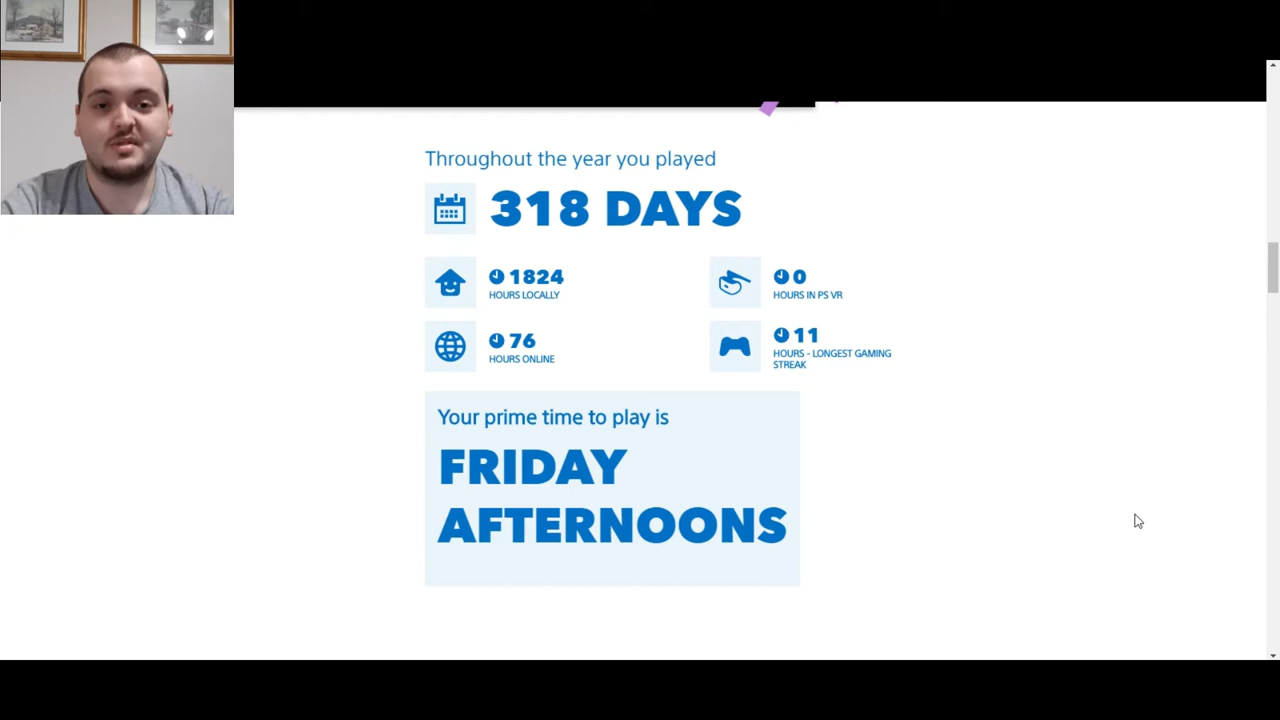 Throughout the year you played
318 DAYS
1824
HOURS LOCALLY
0
HOURS IN PS VR
76
HOURS ONLINE
11
HOURS - LONGEST GAMING
STREAK
Your prime time to play is
FRIDAY
AFTERNOONS